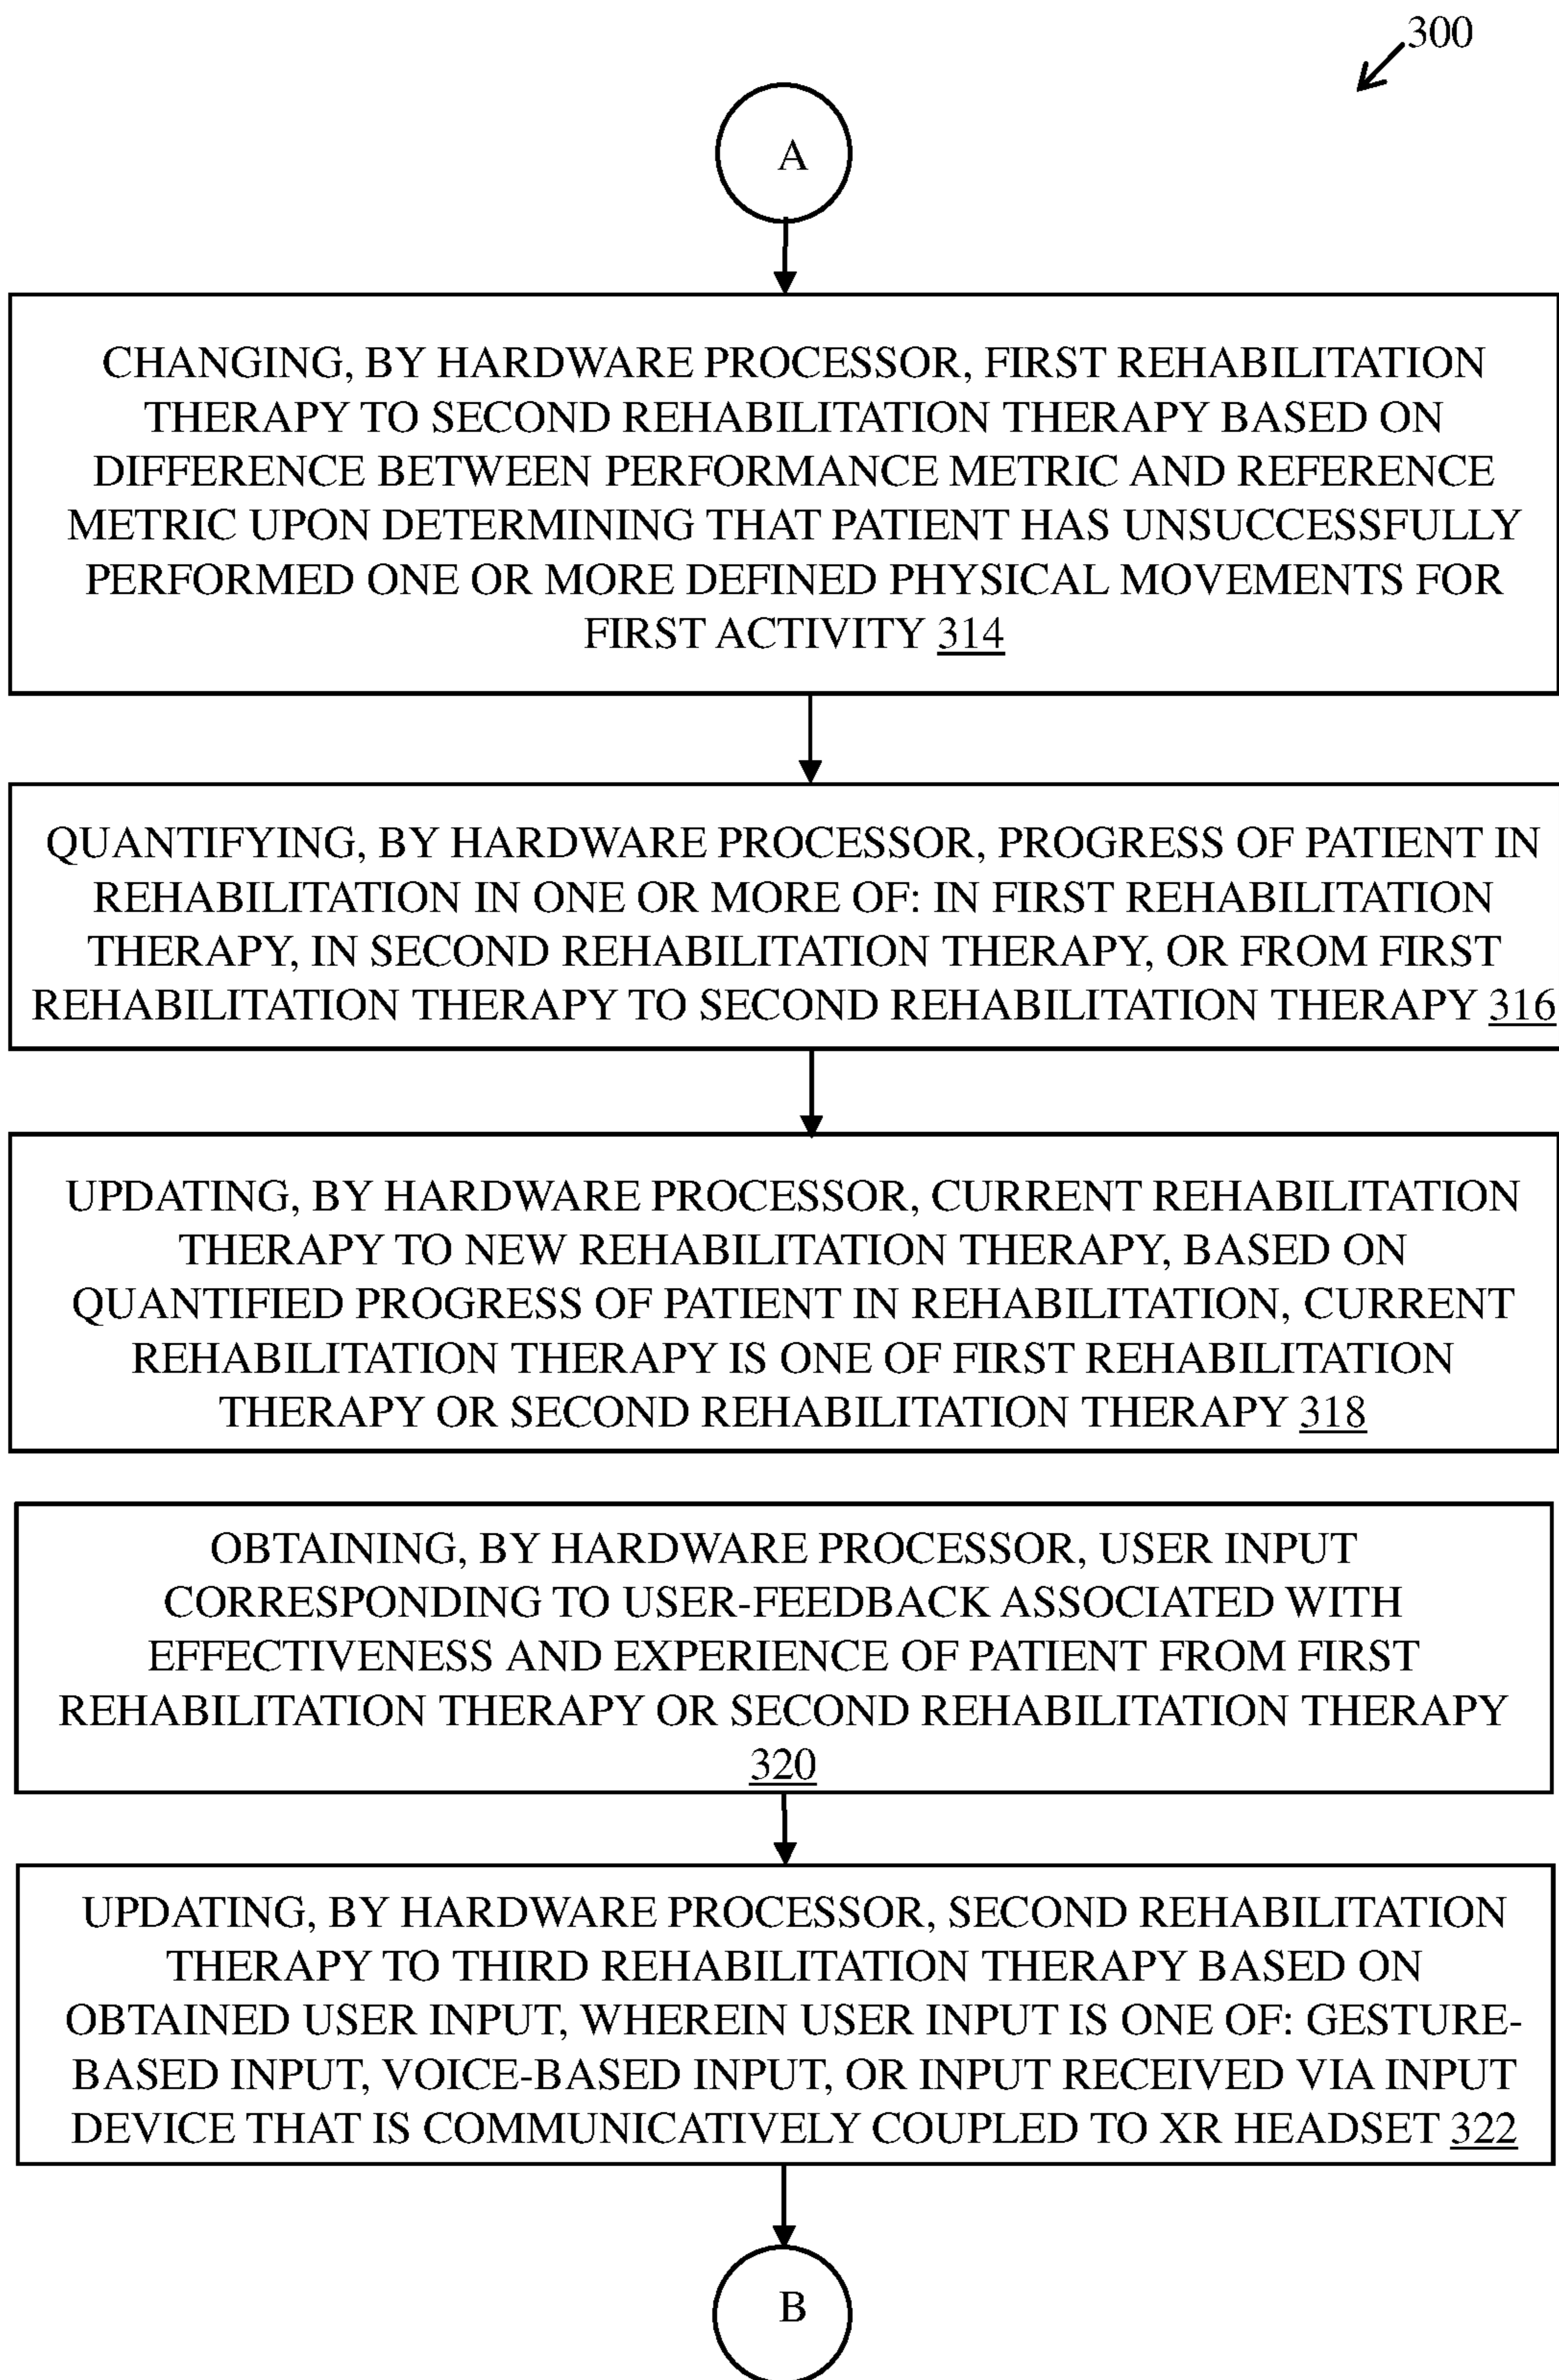 300
A
CHANGING, BY HARDWARE PROCESSOR, FIRST REHABILITATION
THERAPY TO SECOND REHABILITATION THERAPY BASED ON
DIFFERENCE BETWEEN PERFORMANCE METRIC AND REFERENCE
METRIC UPON DETERMINING THAT PATIENT HAS UNSUCCESSFULLY
PERFORMED ONE OR MORE DEFINED PHYSICAL MOVEMENTS FOR
FIRST ACTIVITY 314
QUANTIFYING, BY HARDWARE PROCESSOR, PROGRESS OF PATIENT IN
REHABILITATION IN ONE OR MORE OF: IN FIRST REHABILITATION
THERAPY, IN SECOND REHABILITATION THERAPY, OR FROM FIRST
REHABILITATION THERAPY TO SECOND REHABILITATION THERAPY 316
UPDATING, BY HARDWARE PROCESSOR, CURRENT REHABILITATION
THERAPY TO NEW REHABILITATION THERAPY, BASED ON
QUANTIFIED PROGRESS OF PATIENT IN REHABILITATION, CURRENT
REHABILITATION THERAPY IS ONE OF FIRST REHABILITATION
THERAPY OR SECOND REHABILITATION THERAPY 318
OBTAINING, BY HARDWARE PROCESSOR, USER INPUT
CORRESPONDING TO USER-FEEDBACK ASSOCIATED WITH
EFFECTIVENESS AND EXPERIENCE OF PATIENT FROM FIRST
REHABILITATION THERAPY OR SECOND REHABILITATION THERAPY
320
UPDATING, BY HARDWARE PROCESSOR, SECOND REHABILITATION
THERAPY TO THIRD REHABILITATION THERAPY BASED ON
OBTAINED USER INPUT, WHEREIN USER INPUT IS ONE OF: GESTURE-
BASED INPUT, VOICE-BASED INPUT, OR INPUT RECEIVED VIA INPUT
DEVICE THAT IS COMMUNICATIVELY COUPLED TO XR HEADSET 322
B